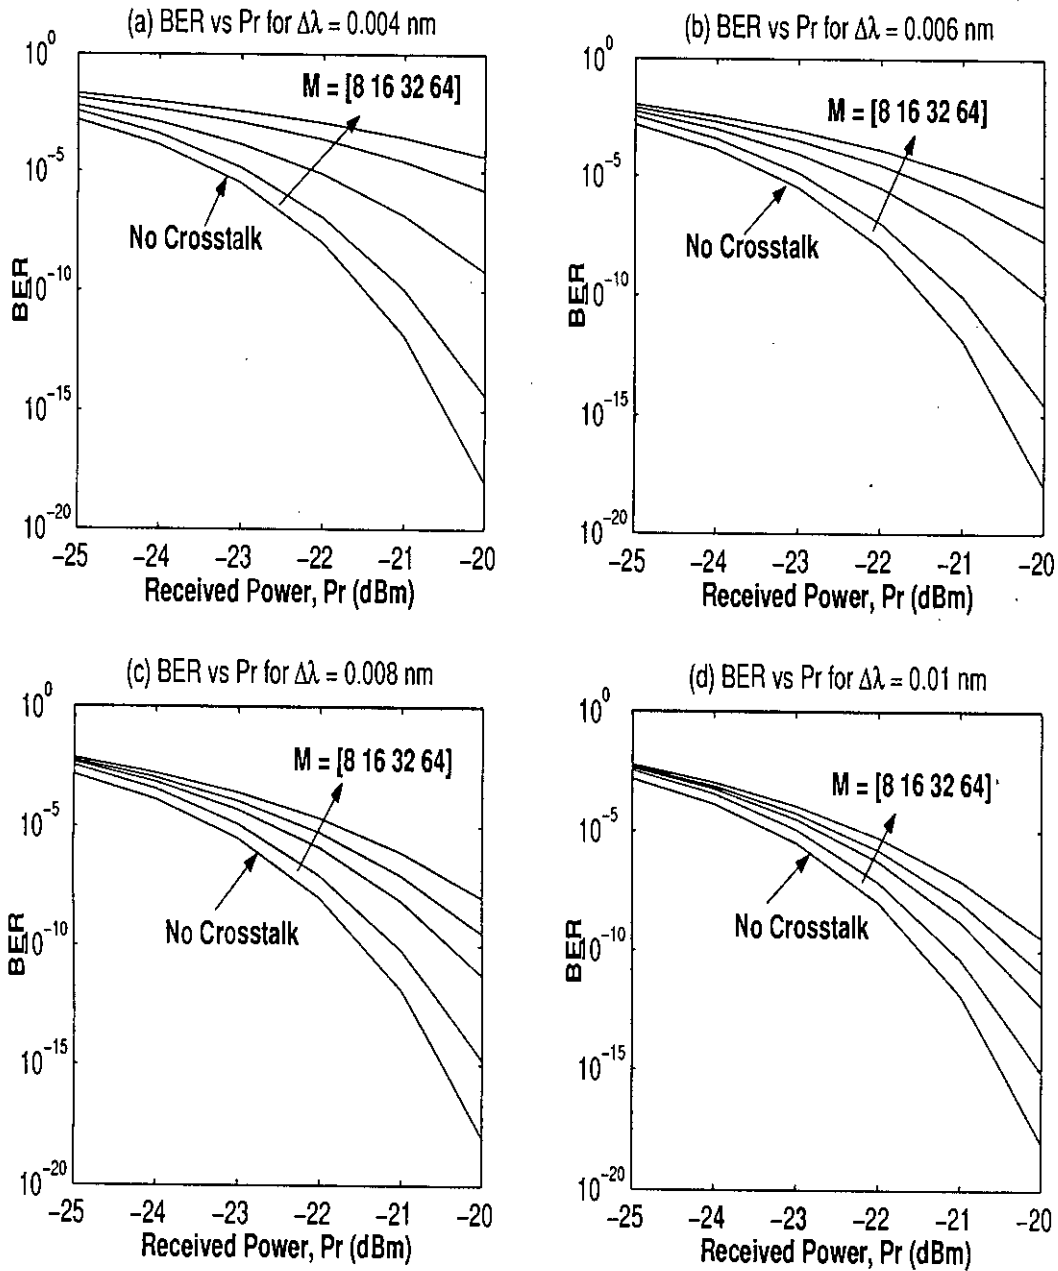 (a) BER vs Pr for Δλ = 0.004 nm
10^0
10^-5
10^-10
10^-15
10^-20
BER
M = [8 16 32 64]
No Crosstalk
-25 -24 -23 -22 -21 -20
Received Power, Pr (dBm)
(b) BER vs Pr for Δλ = 0.006 nm
10^0
10^-5
10^-10
10^-15
10^-20
BER
M = [8 16 32 64]
No Crosstalk
-25 -24 -23 -22 -21 -20
Received Power, Pr (dBm)
(c) BER vs Pr for Δλ = 0.008 nm
10^0
10^-5
10^-10
10^-15
10^-20
BER
M = [8 16 32 64]
No Crosstalk
-25 -24 -23 -22 -21 -20
Received Power, Pr (dBm)
(d) BER vs Pr for Δλ = 0.01 nm
10^0
10^-5
10^-10
10^-15
10^-20
BER
M = [8 16 32 64]
No Crosstalk
-25 -24 -23 -22 -21 -20
Received Power, Pr (dBm)